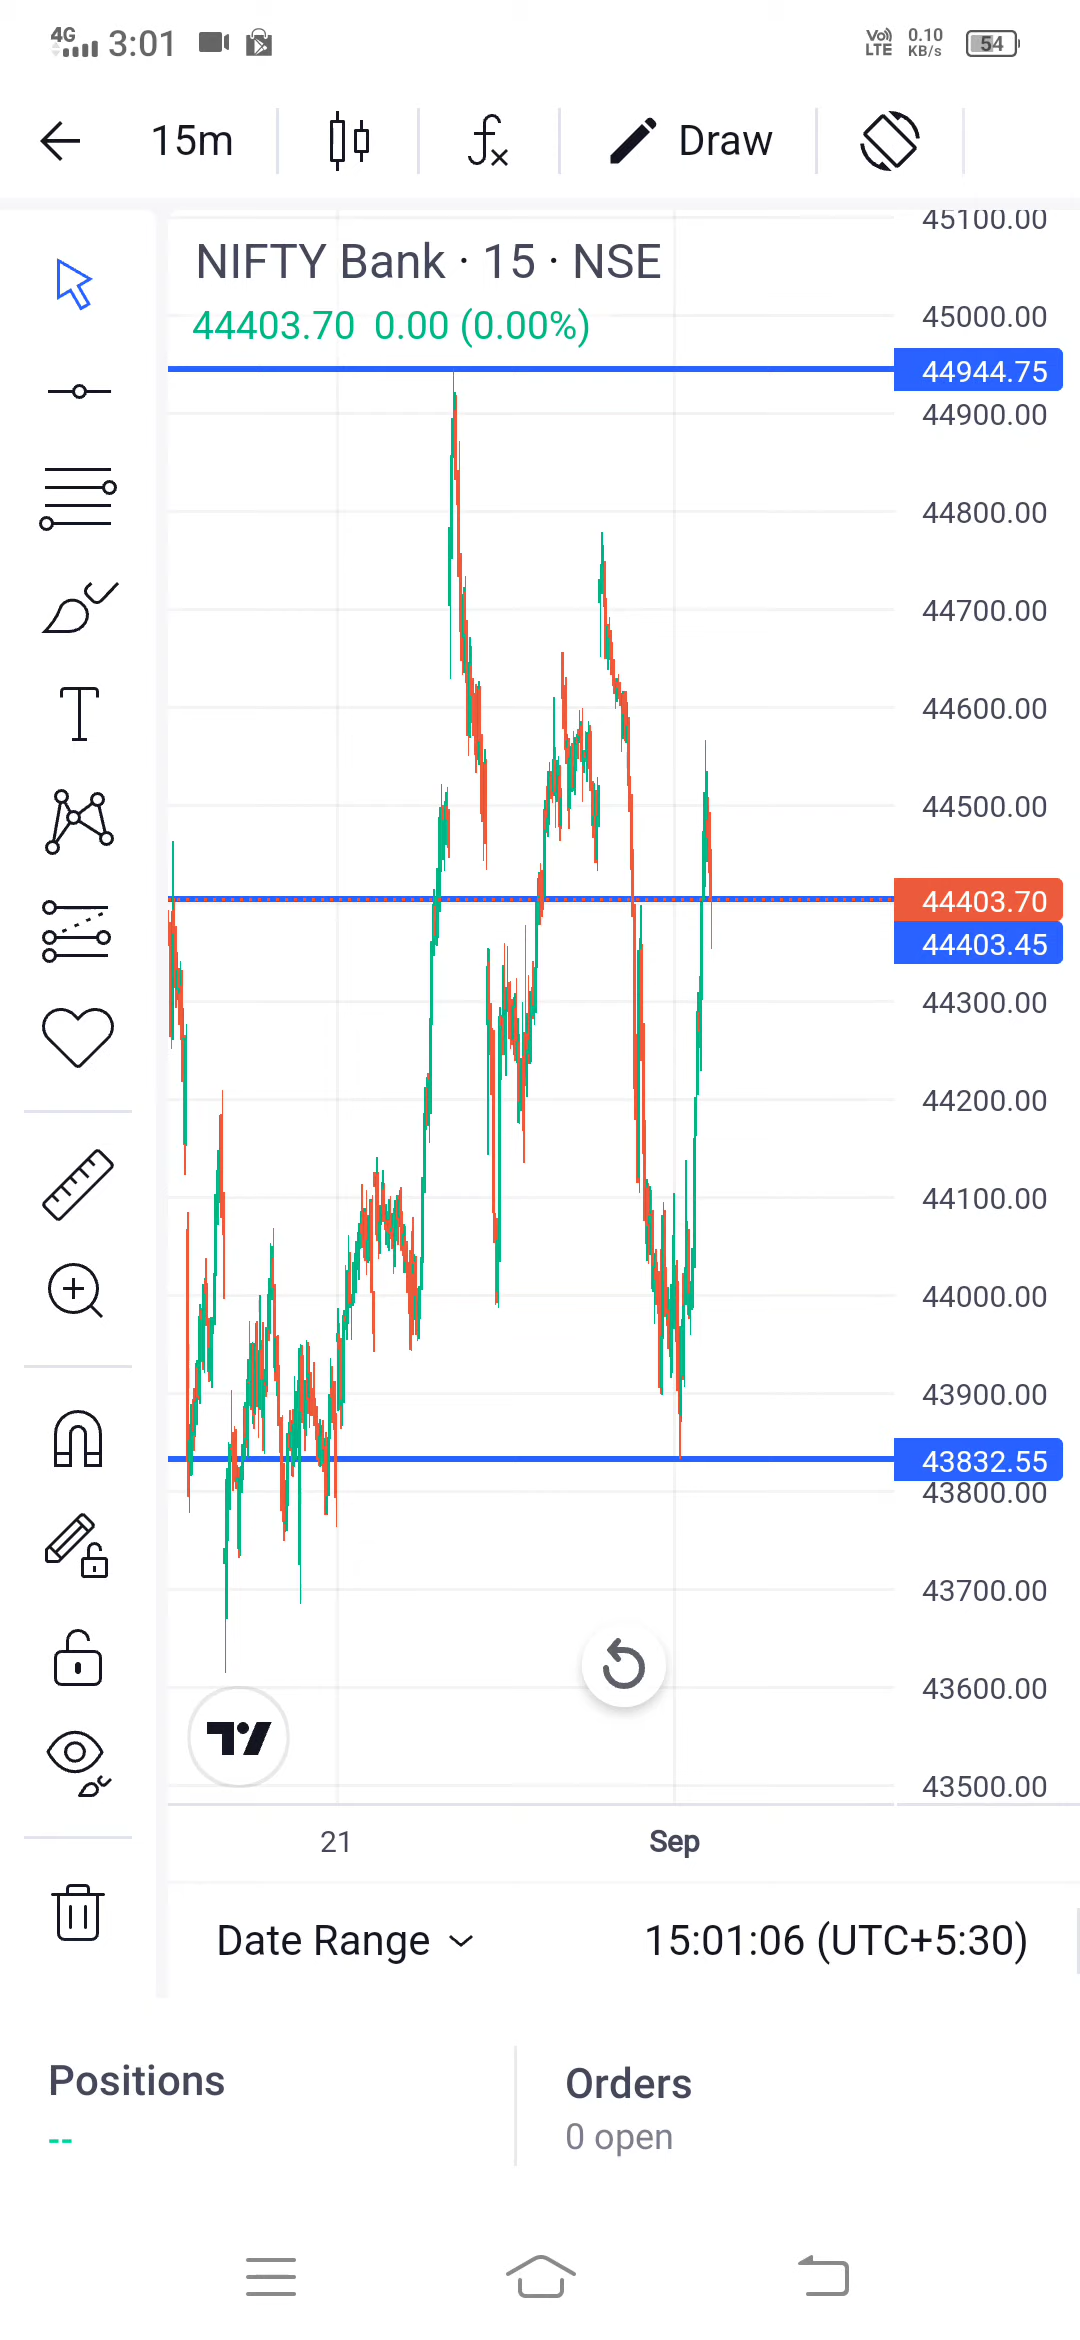 4G 3:01 Vo) LTE 0.10 KB/s 54
15m fx Draw
NIFTY Bank · 15 · NSE
44403.70 0.00 (0.00%)
45100.00
45000.00
44944.75
44900.00
44800.00
44700.00
44600.00
44500.00
44403.70
44403.45
44300.00
44200.00
44100.00
44000.00
43900.00
43832.55
43800.00
43700.00
43600.00
43500.00
21 Sep
Date Range 15:01:06 (UTC+5:30)
Positions Orders
-- 0 open